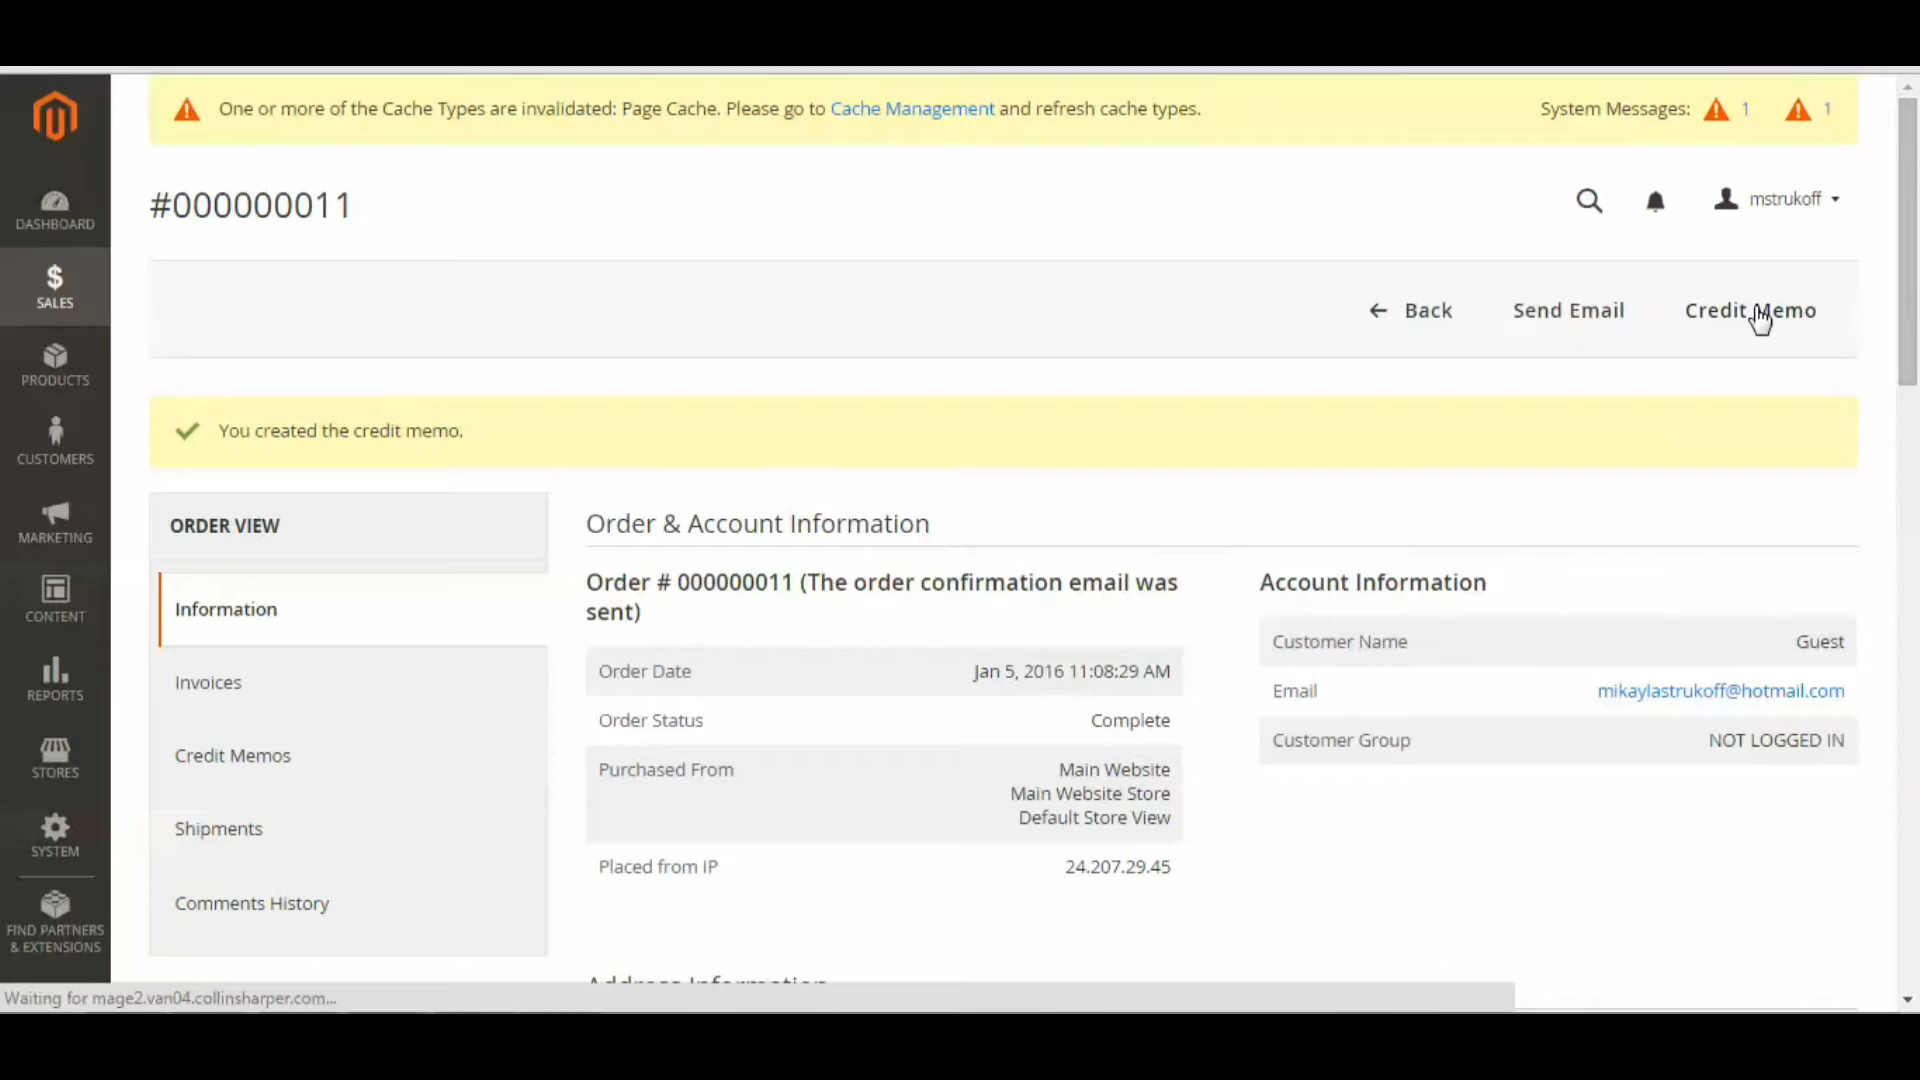 One or more of the Cache Types are invalidated: Page Cache. Please go to Cache Management and refresh cache types.
System Messages: 1 1
#000000011
mstrukoff
DASHBOARD
$
SALES
PRODUCTS
CUSTOMERS
MARKETING
CONTENT
REPORTS
STORES
SYSTEM
FIND PARTNERS
& EXTENSIONS
Back
Send Email
Credit Memo
You created the credit memo.
ORDER VIEW
Information
Invoices
Credit Memos
Shipments
Comments History
Order & Account Information
Order # 000000011 (The order confirmation email was
sent)
Order Date Jan 5, 2016 11:08:29 AM
Order Status Complete
Purchased From Main Website
Main Website Store
Default Store View
Placed from IP 24.207.29.45
Account Information
Customer Name Guest
Email mikaylastrukoff@hotmail.com
Customer Group NOT LOGGED IN
Address Information
Waiting for mage2.van04.collinsharper.com...